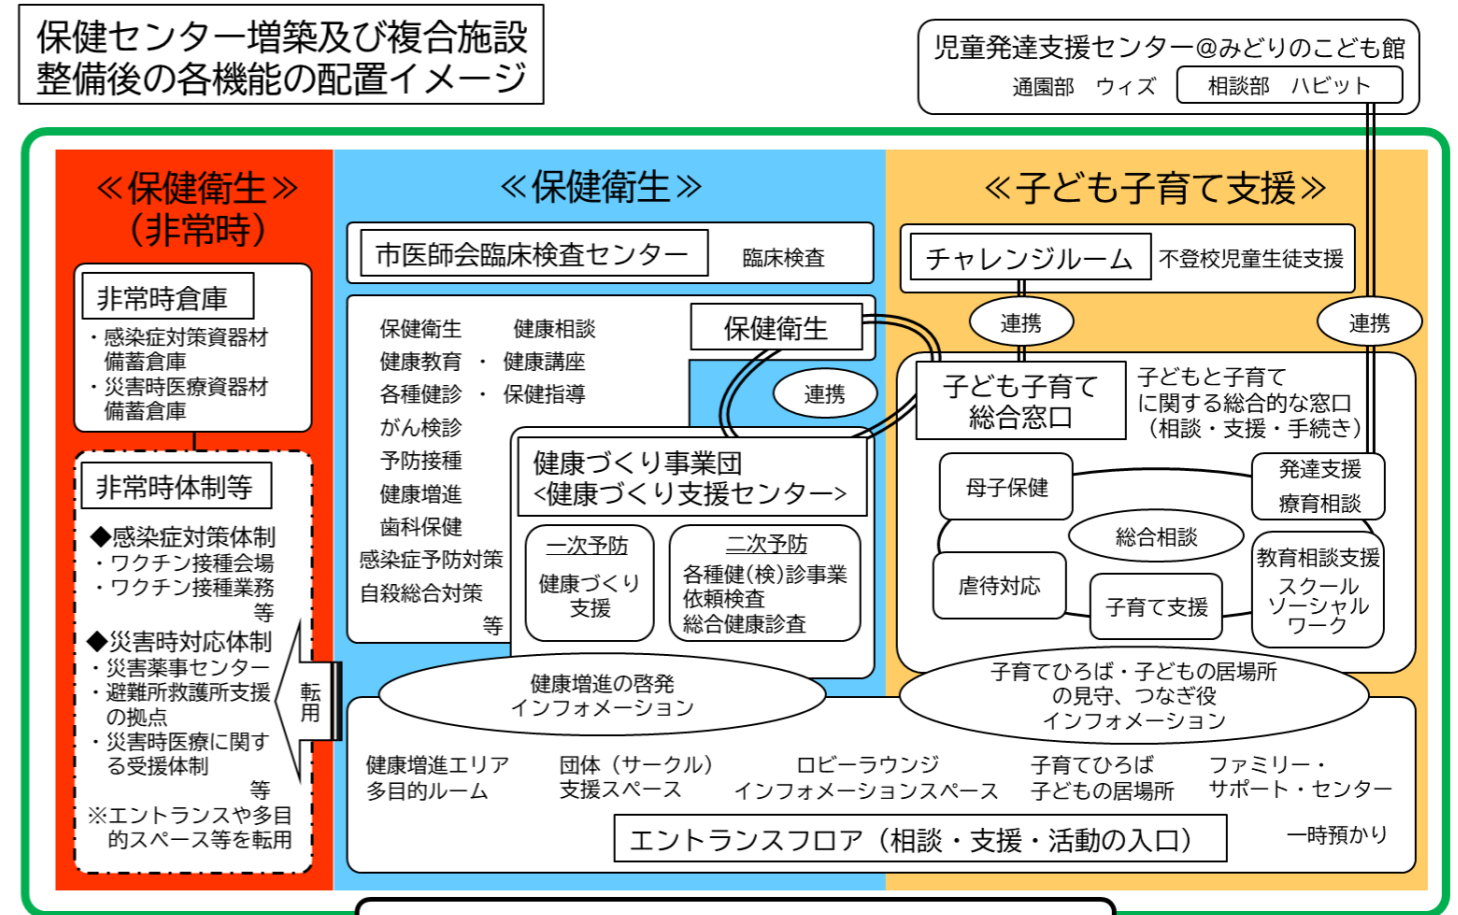 保健センター増築及び複合施設
整備後の各機能の配置イメージ
児童発達支援センター@みどりのこども館
通園部　ウィズ
相談部　ハビット
≪保健衛生≫
（非常時）
非常時倉庫
・感染症対策資器材
備蓄倉庫
・災害時医療資器材
備蓄倉庫
非常時体制等
◆感染症対策体制
・ワクチン接種会場
・ワクチン接種業務
等
◆災害時対応体制
・災害薬事センター
・避難所救護所支援
の拠点
・災害時医療に関す
る受援体制
等
※エントランスや多目
的スペース等を転用
転用
≪保健衛生≫
市医師会臨床検査センター
臨床検査
保健衛生
保健衛生　健康相談
健康教育 ・ 健康講座
各種健診 ・ 保健指導
がん検診
予防接種
健康増進
歯科保健
感染症予防対策
自殺総合対策
等
連携
健康づくり事業団
<健康づくり支援センター>
一次予防
健康づくり
支援
二次予防
各種健(検)診事業
依頼検査
総合健康診査
≪子ども子育て支援≫
チャレンジルーム
不登校児童生徒支援
連携
連携
子ども子育て
総合窓口
子どもと子育て
に関する総合的な窓口
（相談・支援・手続き）
母子保健
発達支援
療育相談
総合相談
虐待対応
子育て支援
教育相談支援
スクール
ソーシャル
ワーク
健康増進の啓発
インフォメーション
子育てひろば・子どもの居場所
の見守、つなぎ役
インフォメーション
健康増進エリア
多目的ルーム
団体（サークル）
支援スペース
ロビーラウンジ
インフォメーションスペース
子育てひろば
子どもの居場所
ファミリー・
サポート・センター
エントランスフロア（相談・支援・活動の入口）
一時預かり